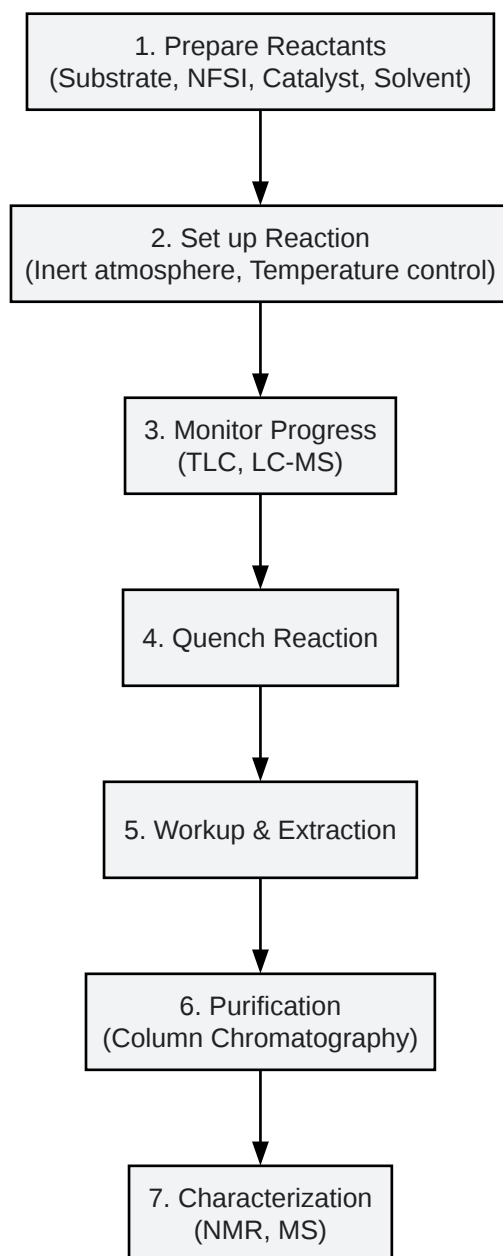 1. Prepare Reactants
(Substrate, NFSI, Catalyst, Solvent)
2. Set up Reaction
(Inert atmosphere, Temperature control)
3. Monitor Progress
(TLC, LC-MS)
4. Quench Reaction
5. Workup & Extraction
6. Purification
(Column Chromatography)
7. Characterization
(NMR, MS)